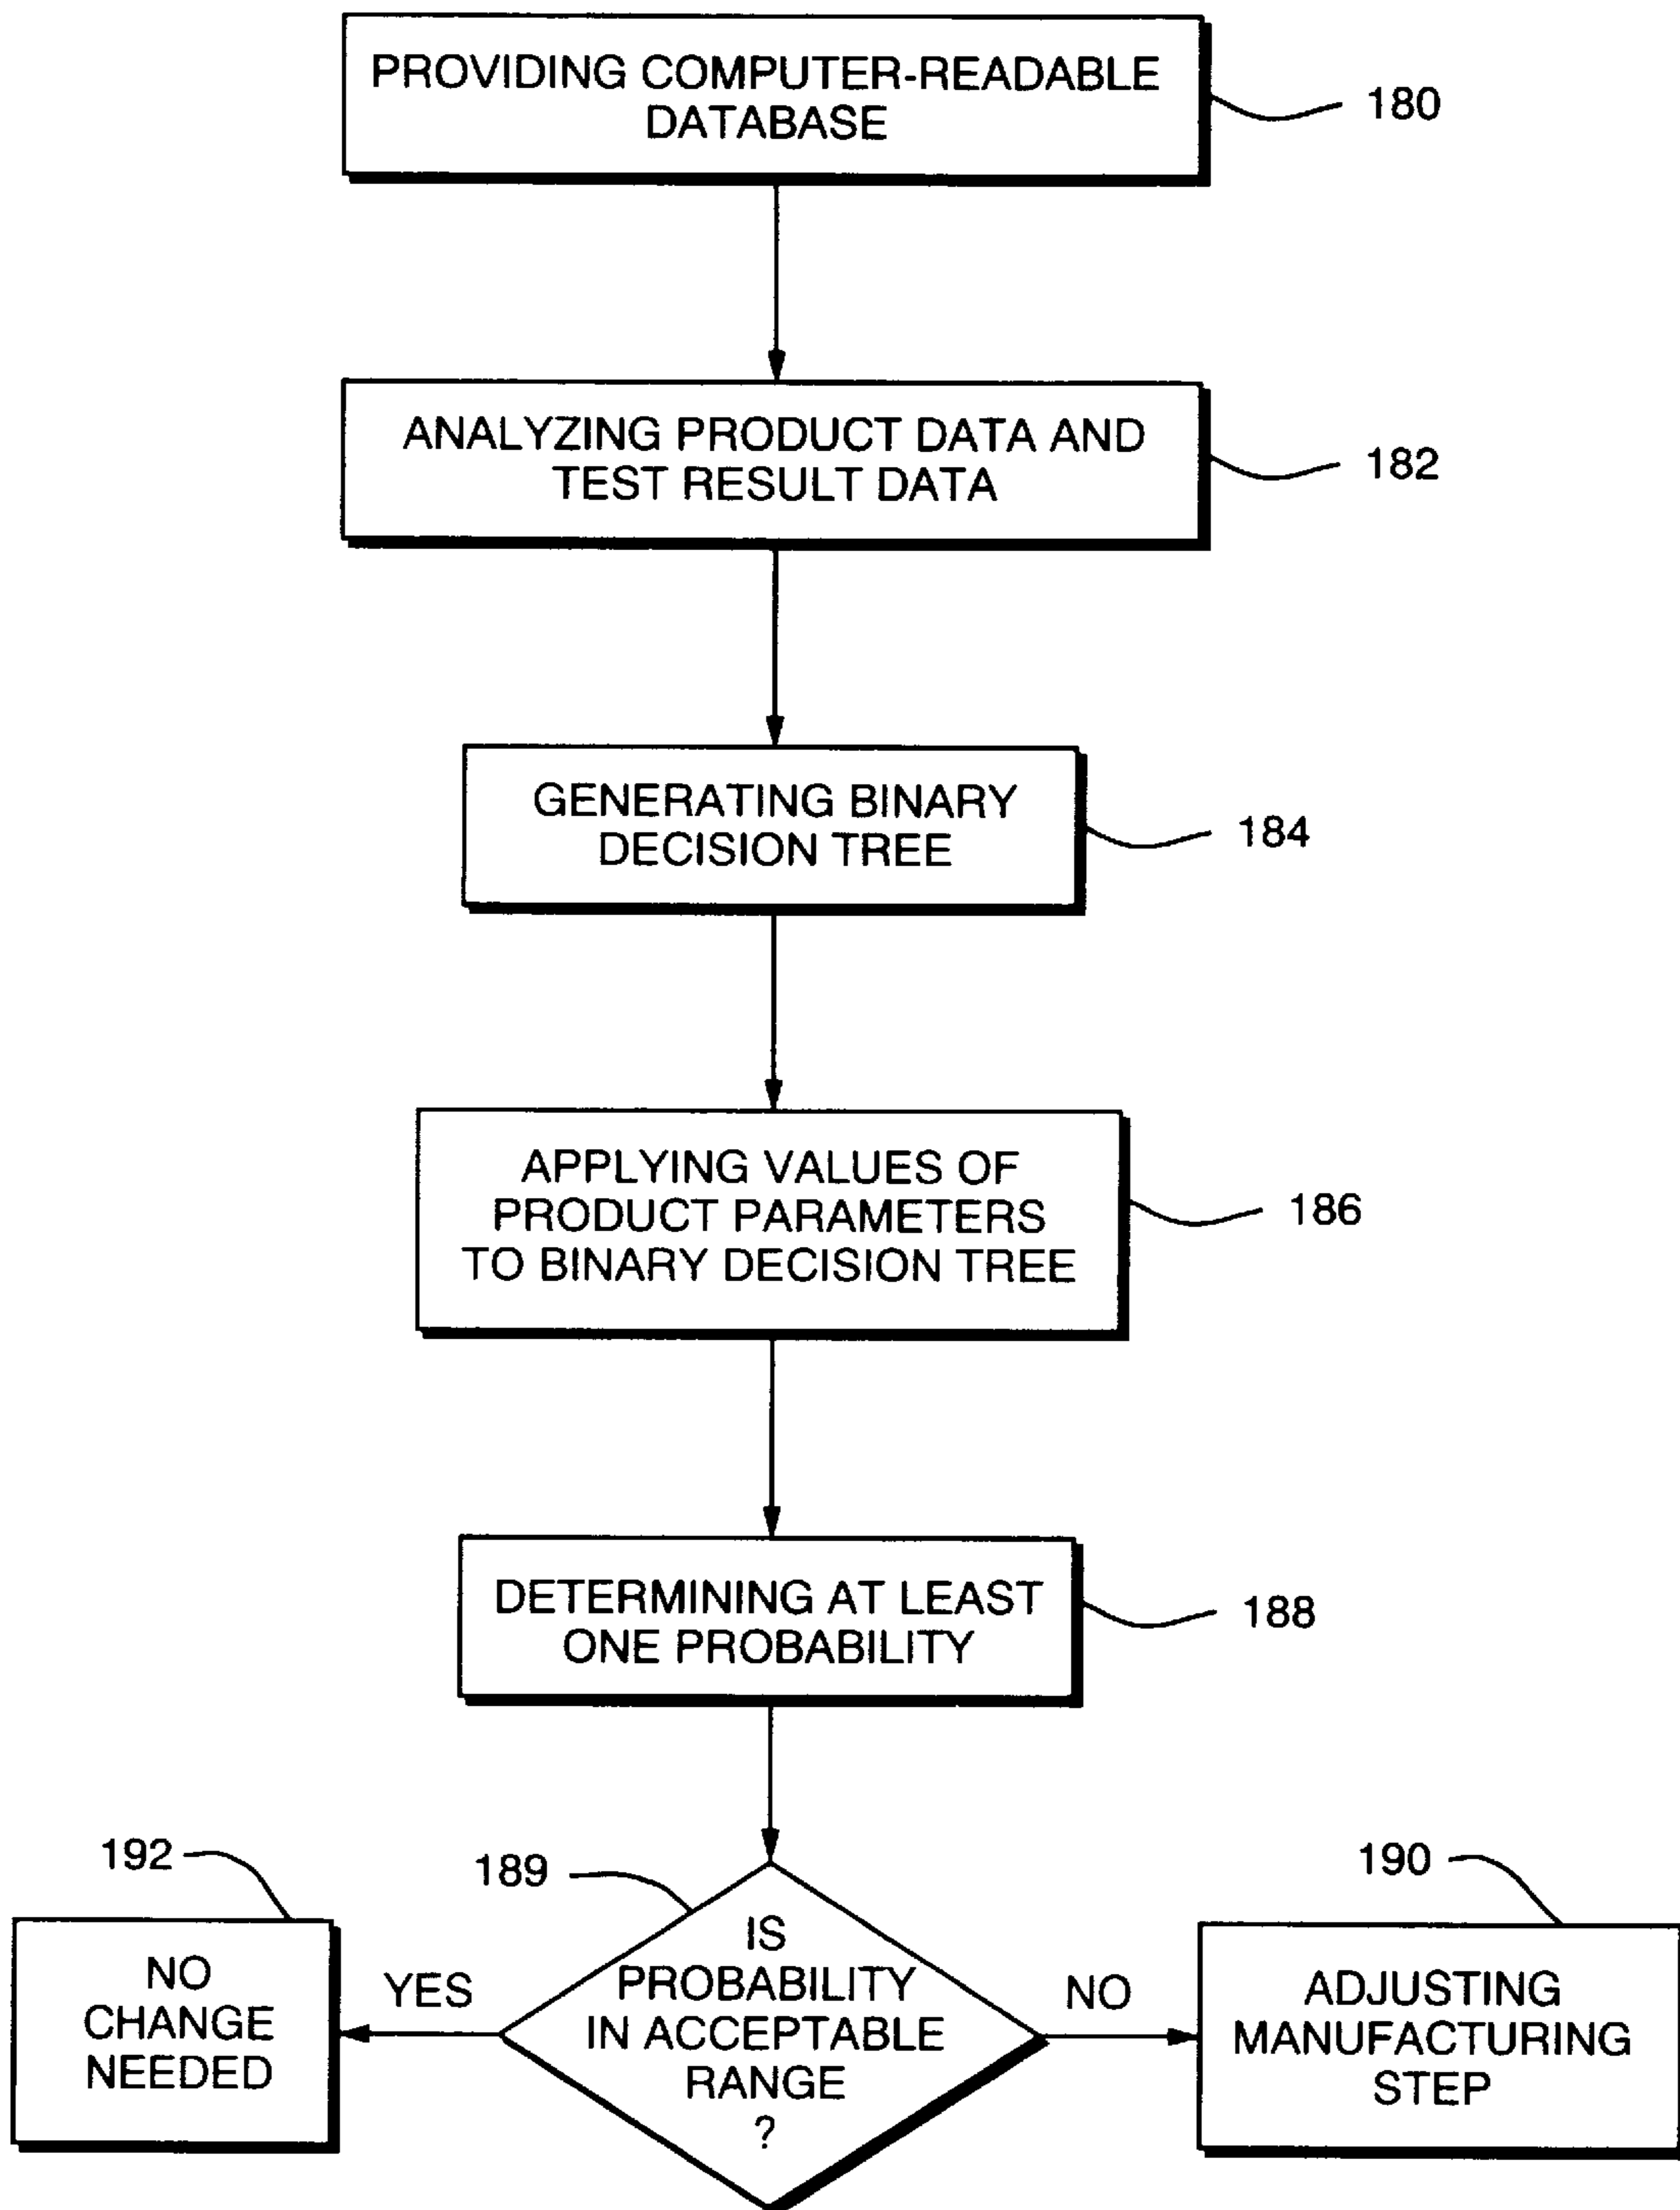 PROVIDING COMPUTER-READABLE
DATABASE
180
ANALYZING PRODUCT DATA AND
TEST RESULT DATA
182
GENERATING BINARY
DECISION TREE
184
APPLYING VALUES OF
PRODUCT PARAMETERS
TO BINARY DECISION TREE
186
DETERMINING AT LEAST
ONE PROBABILITY
188
192
NO
CHANGE
NEEDED
YES
189
IS
PROBABILITY
IN ACCEPTABLE
RANGE
?
NO
190
ADJUSTING
MANUFACTURING
STEP